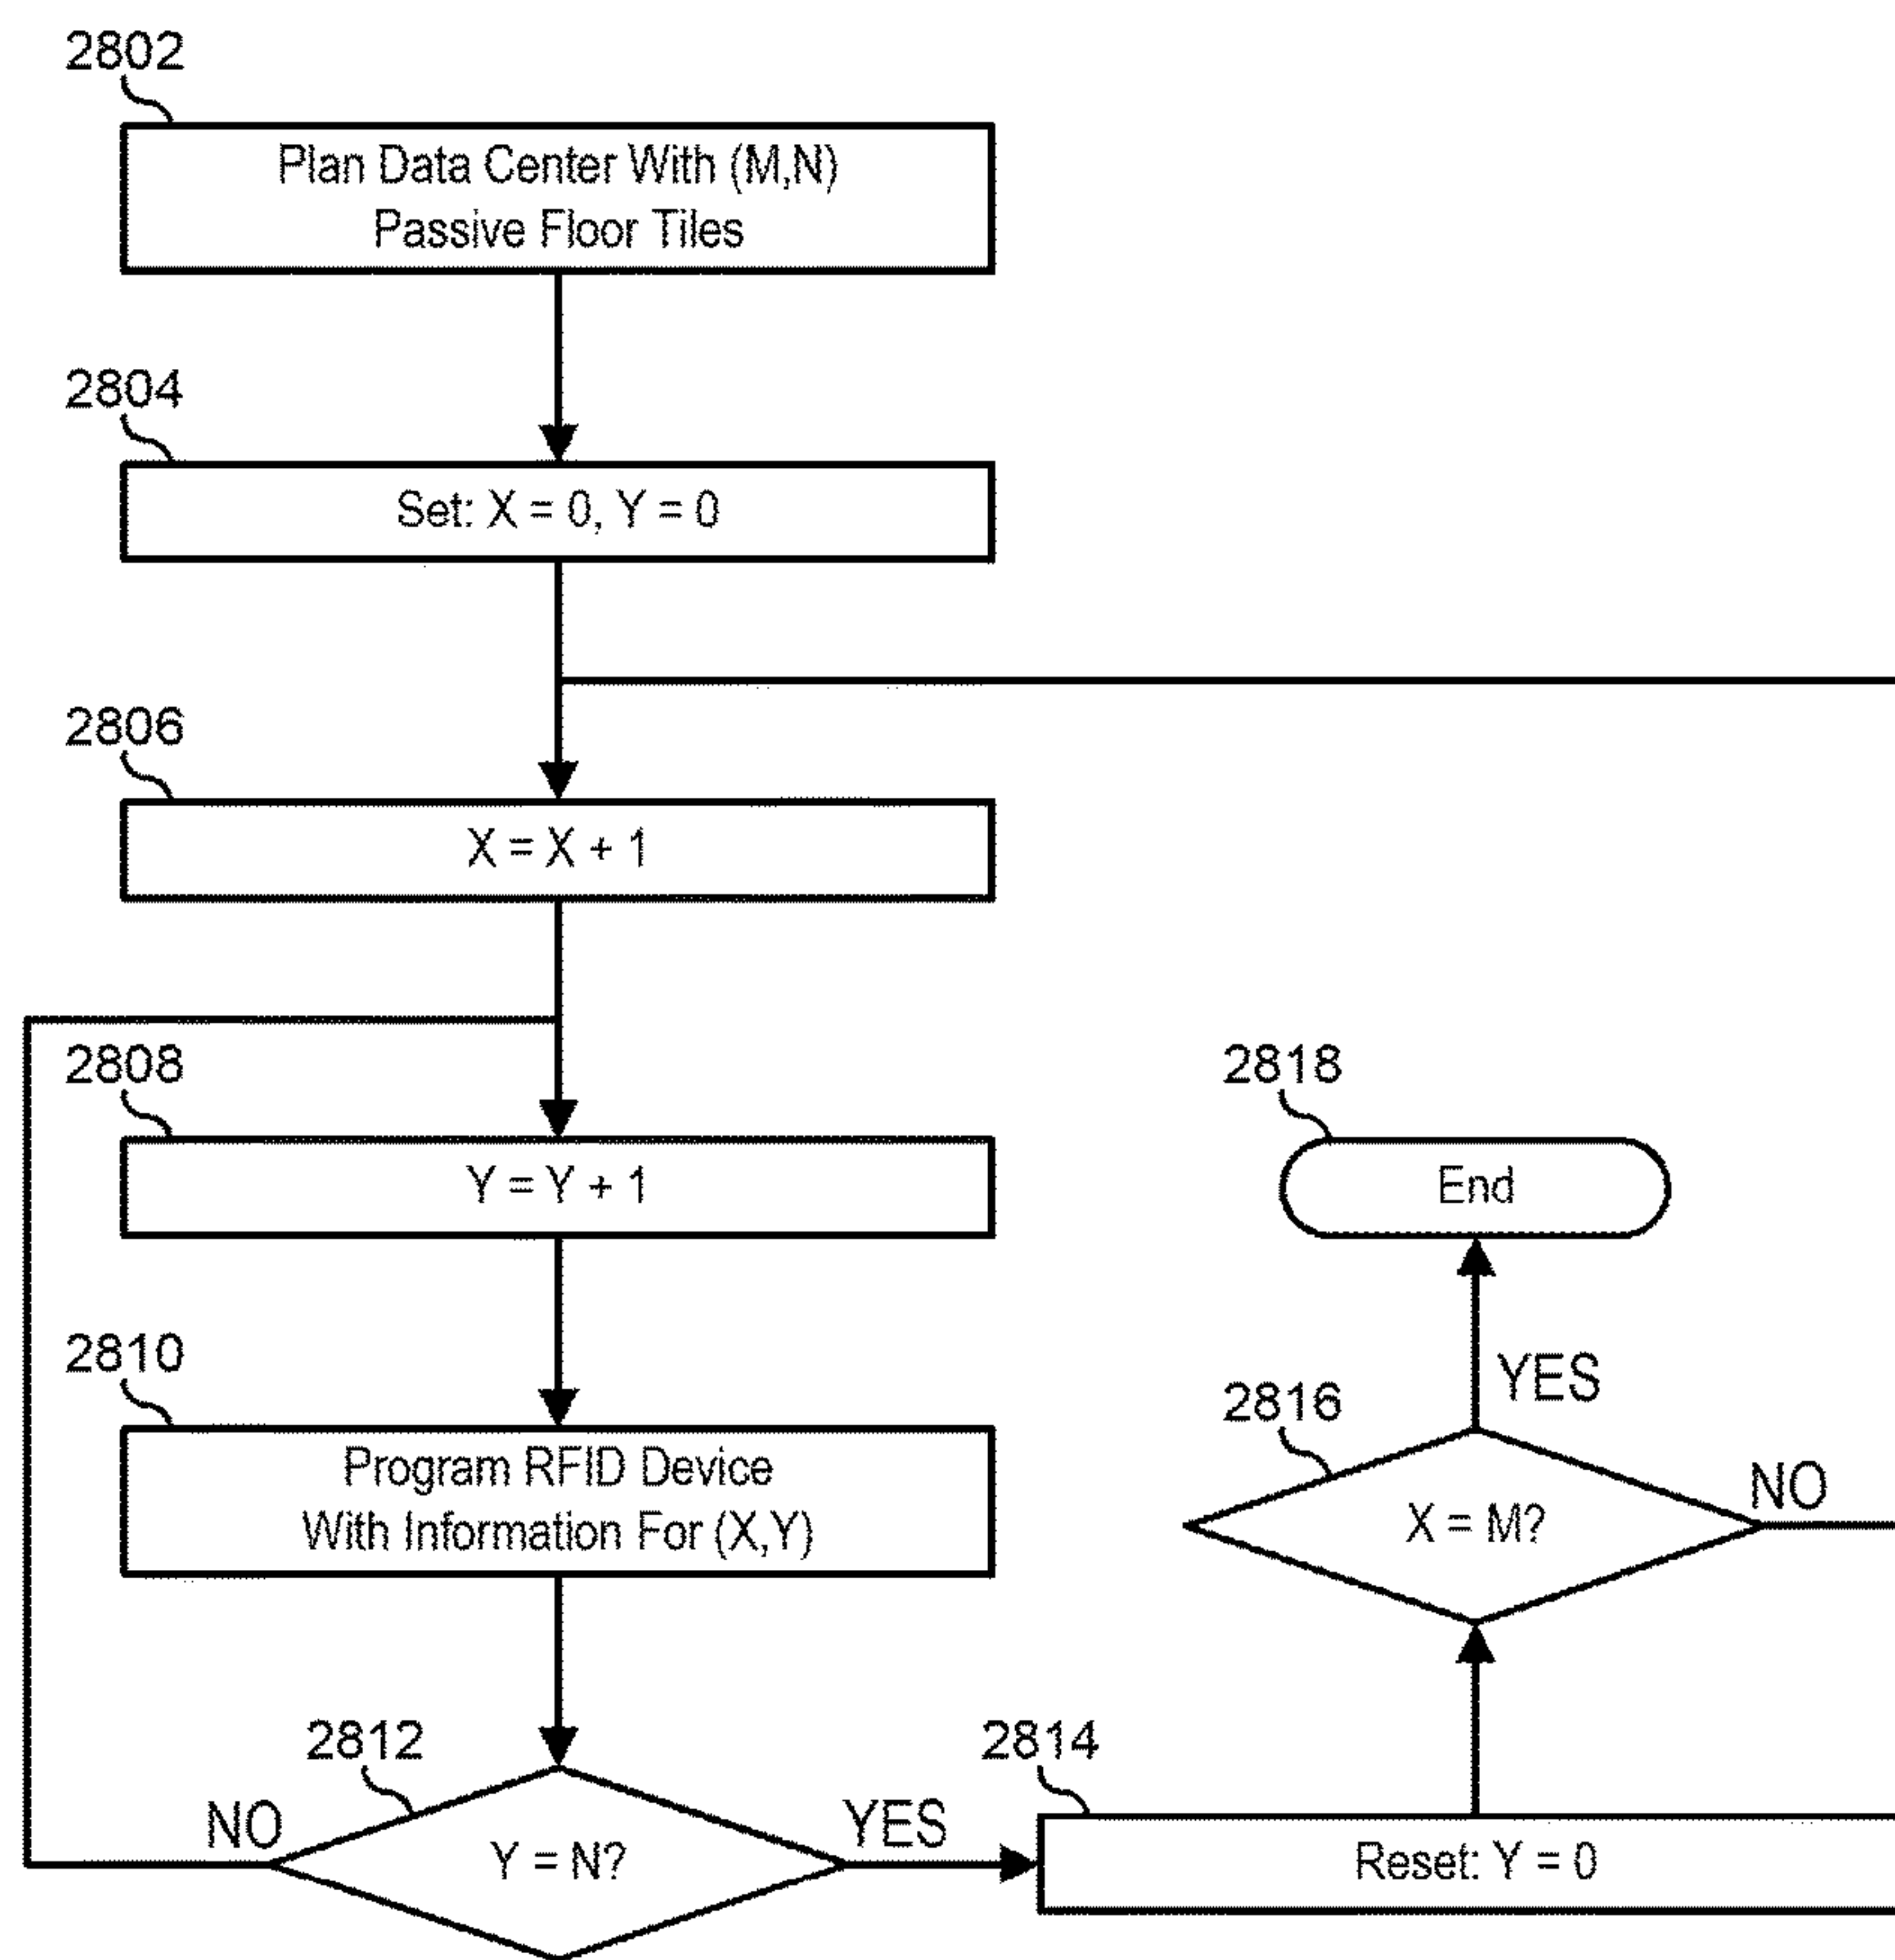 2802
Plan Data Center With (M,N)
Passive Floor Tiles
2804
Set: X = 0, Y = 0
2806
X = X + 1
2808
Y = Y + 1
2810
Program RFID Device
With Information For (X,Y)
2812
NO
Y = N?
YES
2814
Reset: Y = 0
2816
X = M?
NO
YES
2818
End